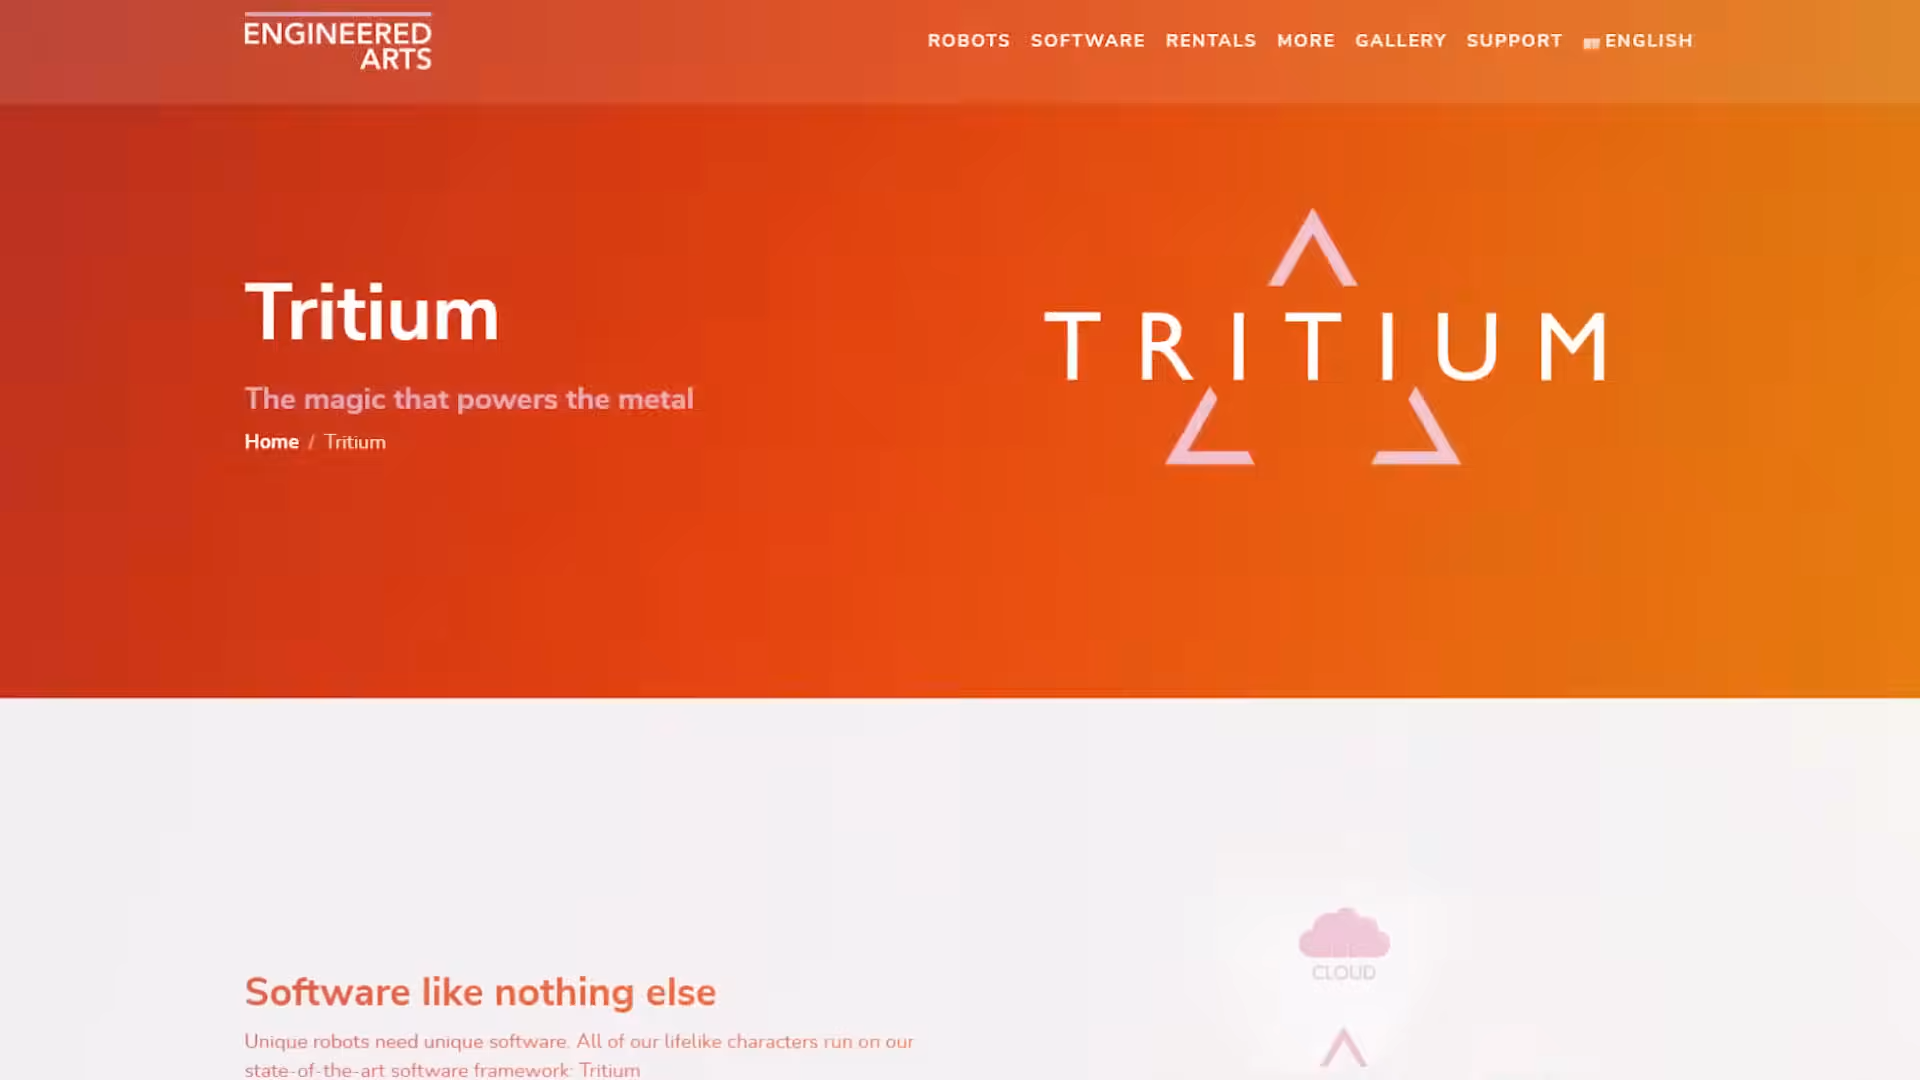 ENGINEERED
ARTS
ROBOTS SOFTWARE RENTALS MORE GALLERY SUPPORT ENGLISH
Tritium
The magic that powers the metal
Home / Tritium
TRITIUM
Software like nothing else
Unique robots need unique software. All of our lifelike characters run on our
state-of-the-art software framework: Tritium
CLOUD